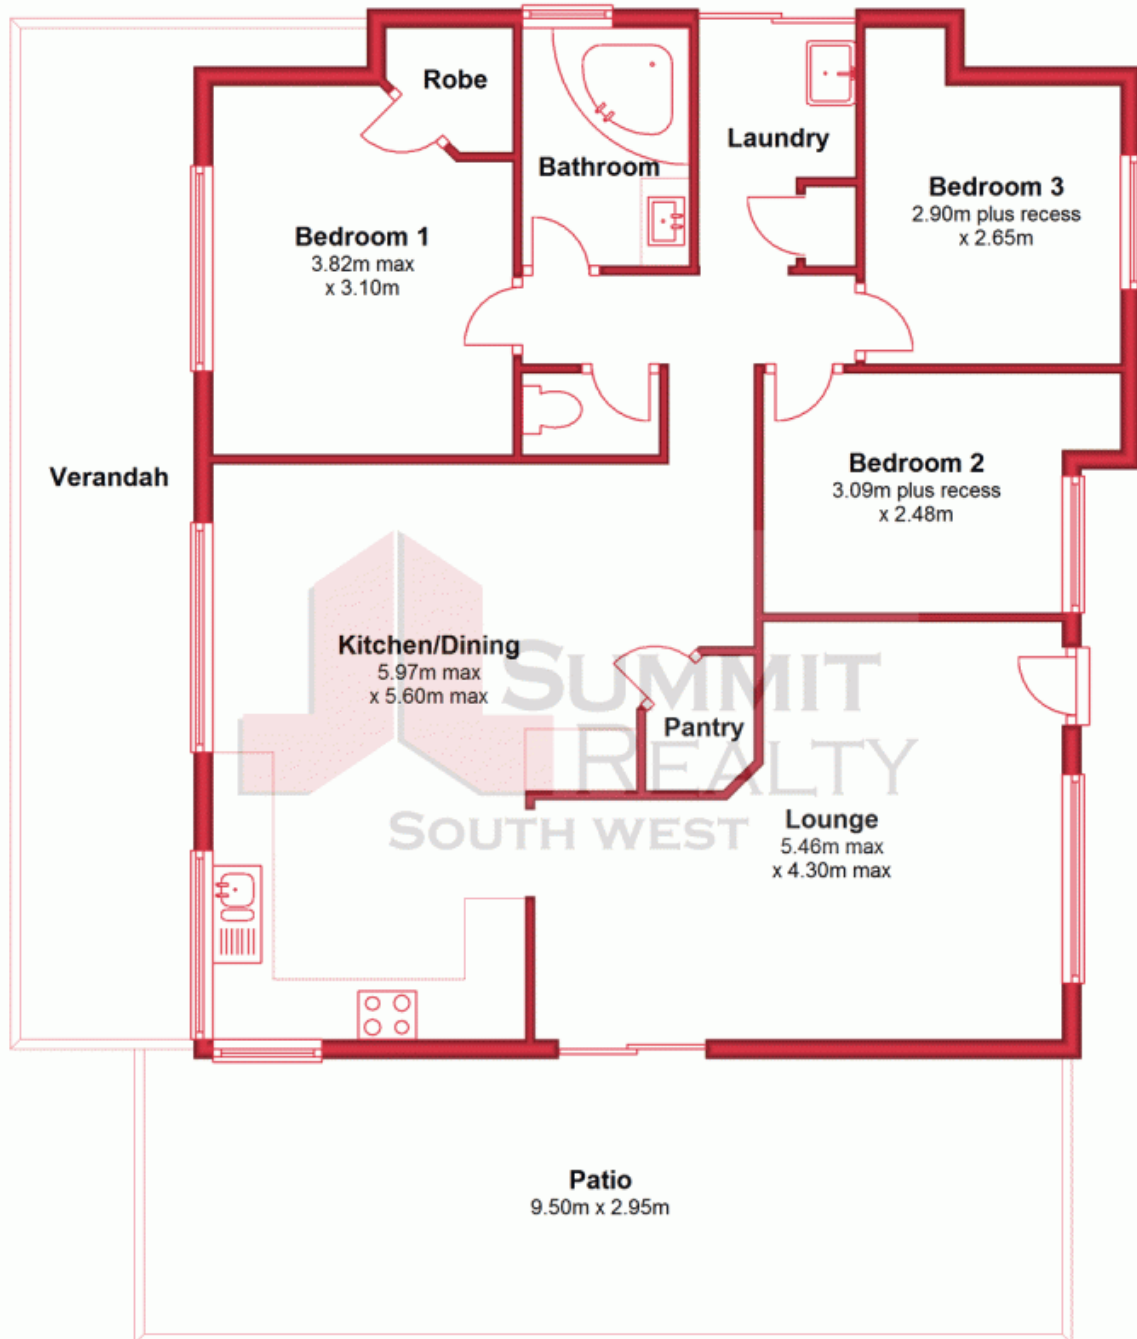 Robe
Bathroom
Laundry
Bedroom 3
2.90m plus recess
x 2.65m
Bedroom 1
3.82m max
x 3.10m
Verandah
Bedroom 2
3.09m plus recess
x 2.48m
Kitchen/Dining
5.97m max
x 5.60m max
SUMMIT
REALTY
SOUTH WEST
Pantry
Lounge
5.46m max
x 4.30m max
Patio
9.50m x 2.95m